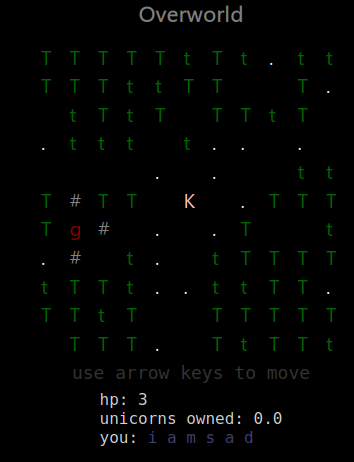 Overworld
T T T T T t T t . t t
T T T t t T T     T .
  t T t T   T T t T
. t t t   t . .   .
        .   .     t t
T # T T   K   . T T T
T g #   .   . T     t
. #   t .   t T T T T
t T T t . . t t T T .
T T t T     T T T T T
  T T T .   T t T T t
use arrow keys to move
hp: 3
unicorns owned: 0.0
you: i a m s a d